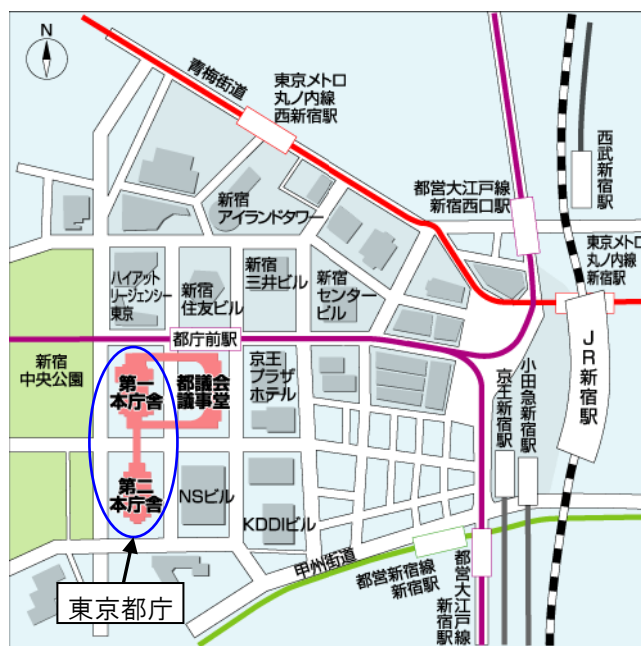 N
青梅街道
東京メトロ
丸ノ内線
西新宿駅
西武新宿駅
新宿
アイランドタワー
都営大江戸線
新宿西口駅
東京メトロ
丸ノ内線
新宿駅
ハイアット
リージェンシー
東京
新宿
住友ビル
新宿
三井ビル
新宿
センター
ビル
都庁前駅
JR新宿駅
新宿
中央公園
第一
本庁舎
都議会
議事堂
京王
プラザ
ホテル
小田急新宿駅
京王新宿駅
第二
本庁舎
NSビル
KDDIビル
甲州街道
都営新宿線
新宿駅
都営大江戸線
新宿駅
東京都庁